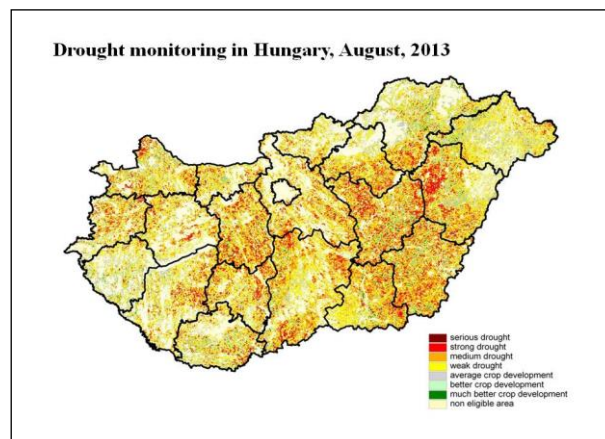 Drought monitoring in Hungary, August, 2013
serious drought
strong drought
medium drought
weak drought
average crop development
better crop development
much better crop development
non eligible area